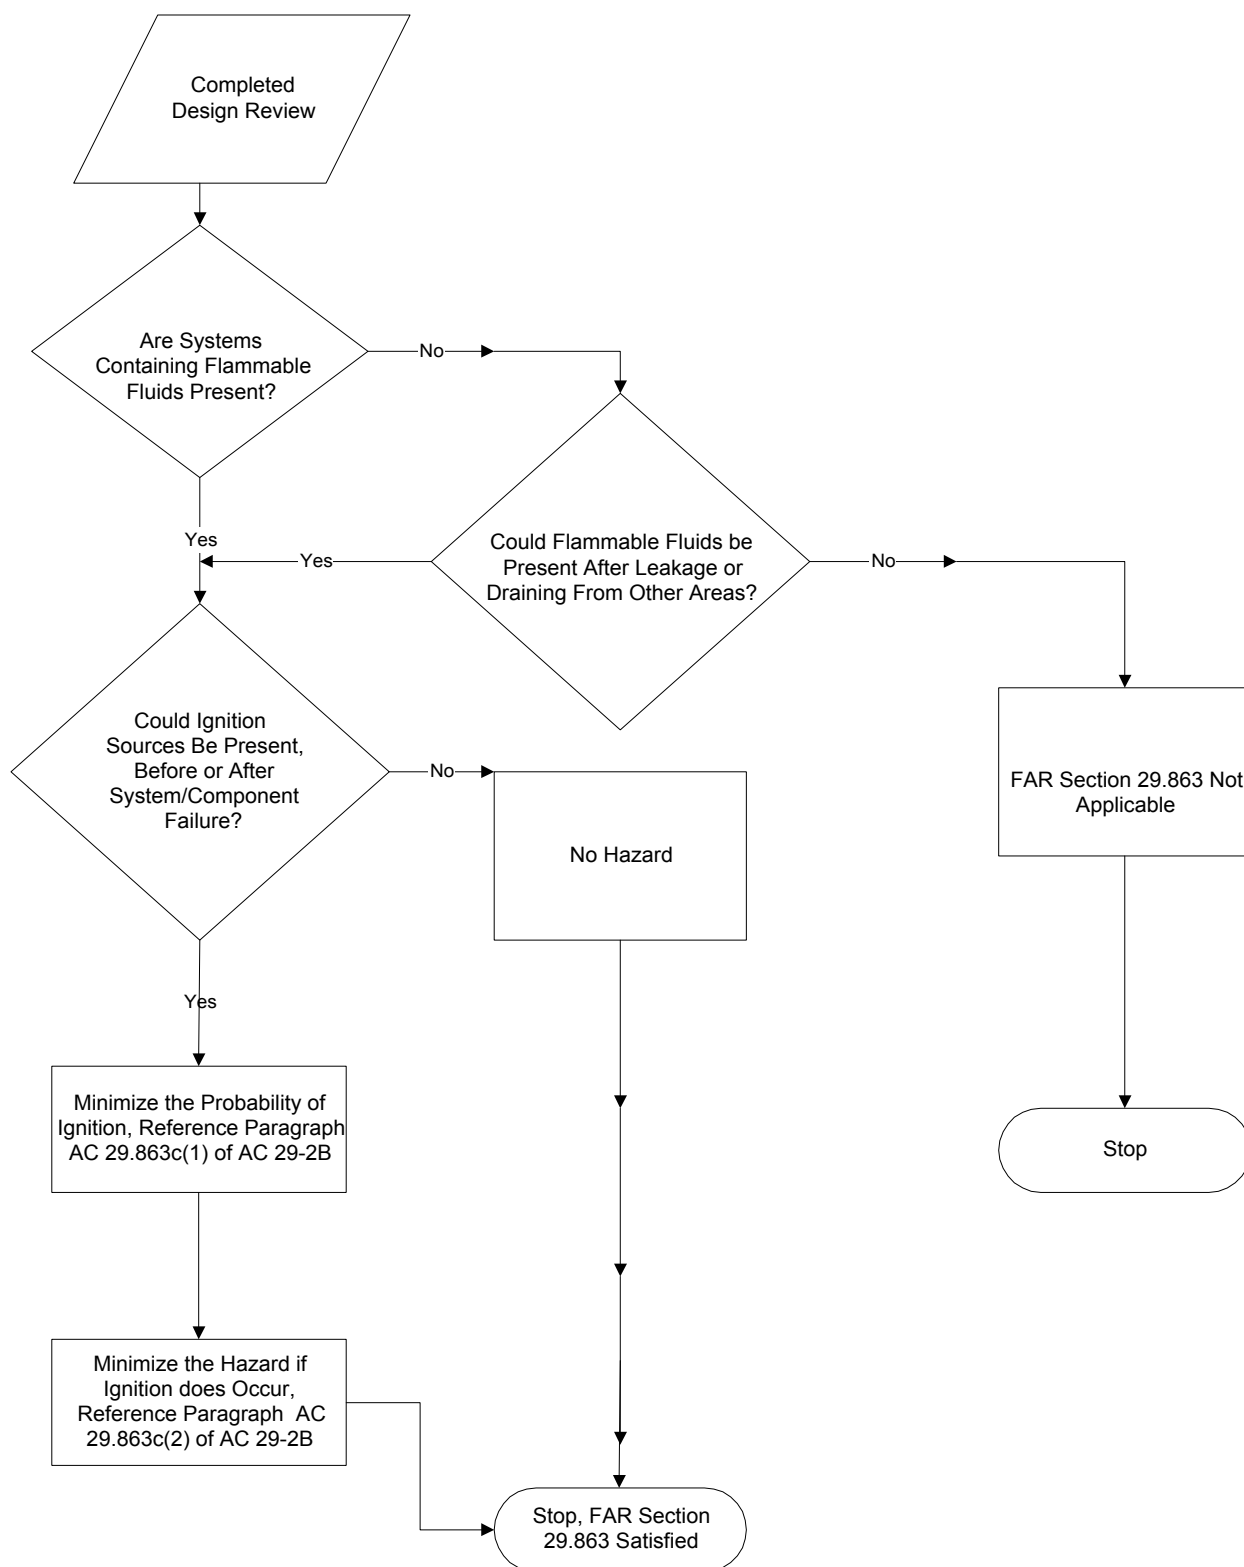 Completed
Design Review
Are Systems
Containing Flammable
Fluids Present?
No
Yes
Could Flammable Fluids be
Present After Leakage or
Draining From Other Areas?
Yes
No
Could Ignition
Sources Be Present,
Before or After
System/Component
Failure?
No
Yes
No Hazard
FAR Section 29.863 Not
Applicable
Minimize the Probability of
Ignition, Reference Paragraph
AC 29.863c(1) of AC 29-2B
Stop
Minimize the Hazard if
Ignition does Occur,
Reference Paragraph  AC
29.863c(2) of AC 29-2B
Stop, FAR Section
29.863 Satisfied